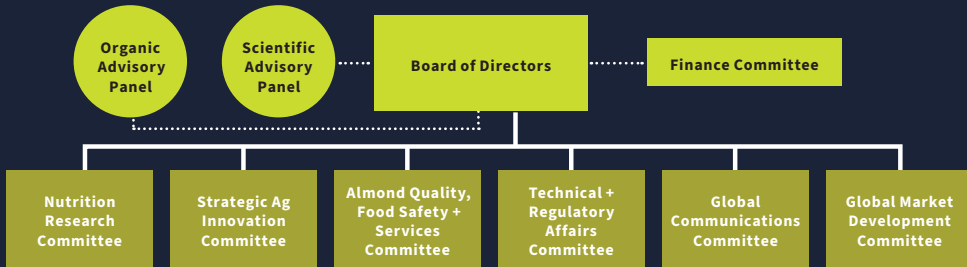 Organic
Advisory
Panel
Scientific
Advisory
Panel
Board of Directors
Finance Committee
Nutrition
Research
Committee
Strategic Ag
Innovation
Committee
Almond Quality,
Food Safety +
Services
Committee
Technical +
Regulatory
Affairs
Committee
Global
Communications
Committee
Global Market
Development
Committee